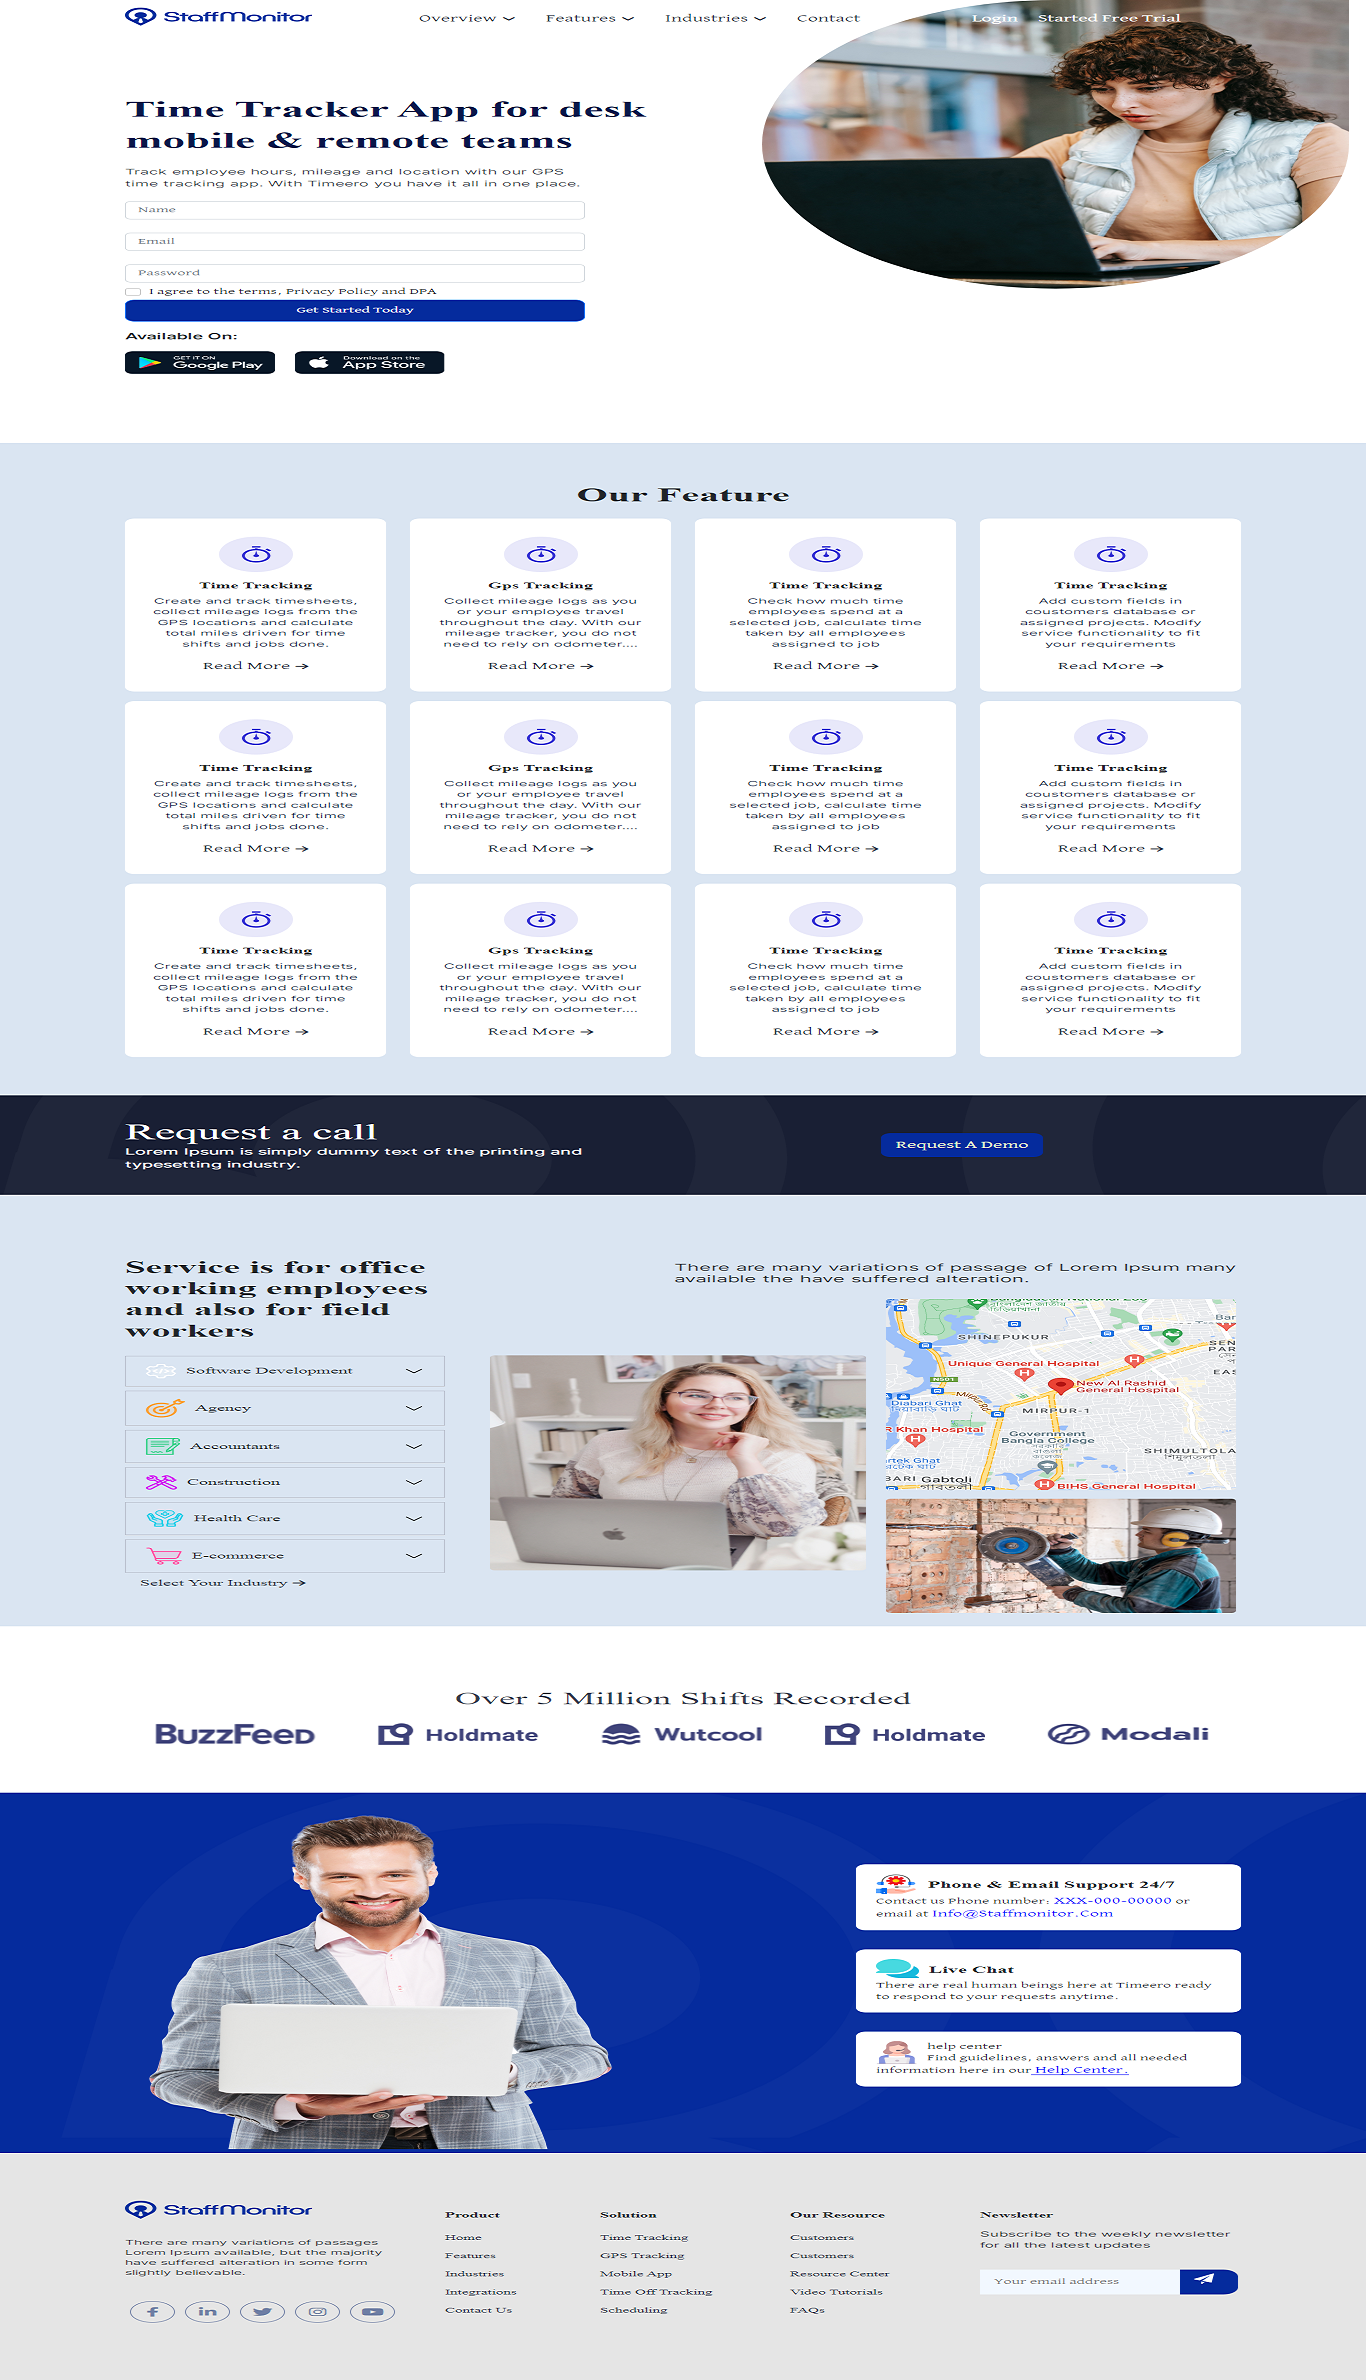 StaffMonitor
Overview Features Industries Contact Login Started Free Trial
Time Tracker App for desk
mobile & remote teams
Track employee hours, mileage and location with our GPS
time tracking app. With Timeero you have it all in one place.
Name
Email
Password
I agree to the terms, Privacy Policy and DPA
Get Started Today
Available On:
GET IT ON
Google Play
Download on the
App Store
Our Feature
Time Tracking
Create and track timesheets,
collect mileage logs from the
GPS locations and calculate
total miles driven for time
shifts and jobs done.
Read More →
Gps Tracking
Collect mileage logs as you
or your employee travel
throughout the day. With our
mileage tracker, you do not
need to rely on odometer....
Read More →
Time Tracking
Check how much time
employees spend at a
selected job, calculate time
taken by all employees
assigned to job
Read More →
Time Tracking
Add custom fields in
coustomers database or
assigned projects. Modify
service functionality to fit
your requirements
Read More →
Time Tracking
Create and track timesheets,
collect mileage logs from the
GPS locations and calculate
total miles driven for time
shifts and jobs done.
Read More →
Gps Tracking
Collect mileage logs as you
or your employee travel
throughout the day. With our
mileage tracker, you do not
need to rely on odometer....
Read More →
Time Tracking
Check how much time
employees spend at a
selected job, calculate time
taken by all employees
assigned to job
Read More →
Time Tracking
Add custom fields in
coustomers database or
assigned projects. Modify
service functionality to fit
your requirements
Read More →
Time Tracking
Create and track timesheets,
collect mileage logs from the
GPS locations and calculate
total miles driven for time
shifts and jobs done.
Read More →
Gps Tracking
Collect mileage logs as you
or your employee travel
throughout the day. With our
mileage tracker, you do not
need to rely on odometer....
Read More →
Time Tracking
Check how much time
employees spend at a
selected job, calculate time
taken by all employees
assigned to job
Read More →
Time Tracking
Add custom fields in
coustomers database or
assigned projects. Modify
service functionality to fit
your requirements
Read More →
Request a call
Lorem Ipsum is simply dummy text of the printing and
typesetting industry.
Request A Demo
Service is for office
working employees
and also for field
workers
Software Development
Agency
Accountants
Construction
Health Care
E-commerce
Select Your Industry →
There are many variations of passage of Lorem Ipsum many
available the have suffered alteration.
SHINEPUKUR
Bar
SEN
PAR
EAS
Unique General Hospital
N501
New Al Rashid
General Hospital
Mirpur Rd
Diabari Ghat
দিয়াবাড়ি ঘাট
MIRPUR-1
R Khan Hospital
Government
Bangla College
সরকারি
বাঙলা
কলেজ
SHIMULTOLA
শিমুলতলা
rtek Ghat
BARI Gabtoli
গাবতলী
BIHS General Hospital
Over 5 Million Shifts Recorded
BuzzFeed Holdmate Wutcool Holdmate Modali
Phone & Email Support 24/7
Contact us Phone number: XXX-000-00000 or
email at Info@Staffmonitor.Com
Live Chat
There are real human beings here at Timeero ready
to respond to your requests anytime.
help center
Find guidelines, answers and all needed
information here in our Help Center.
StaffMonitor
There are many variations of passages
Lorem Ipsum available, but the majority
have suffered alteration in some form
slightly believable.
Product
Home
Features
Industries
Integrations
Contact Us
Solution
Time Tracking
GPS Tracking
Mobile App
Time Off Tracking
Scheduling
Our Resource
Customers
Customers
Resource Center
Video Tutorials
FAQs
Newsletter
Subscribe to the weekly newsletter
for all the latest updates
Your email address